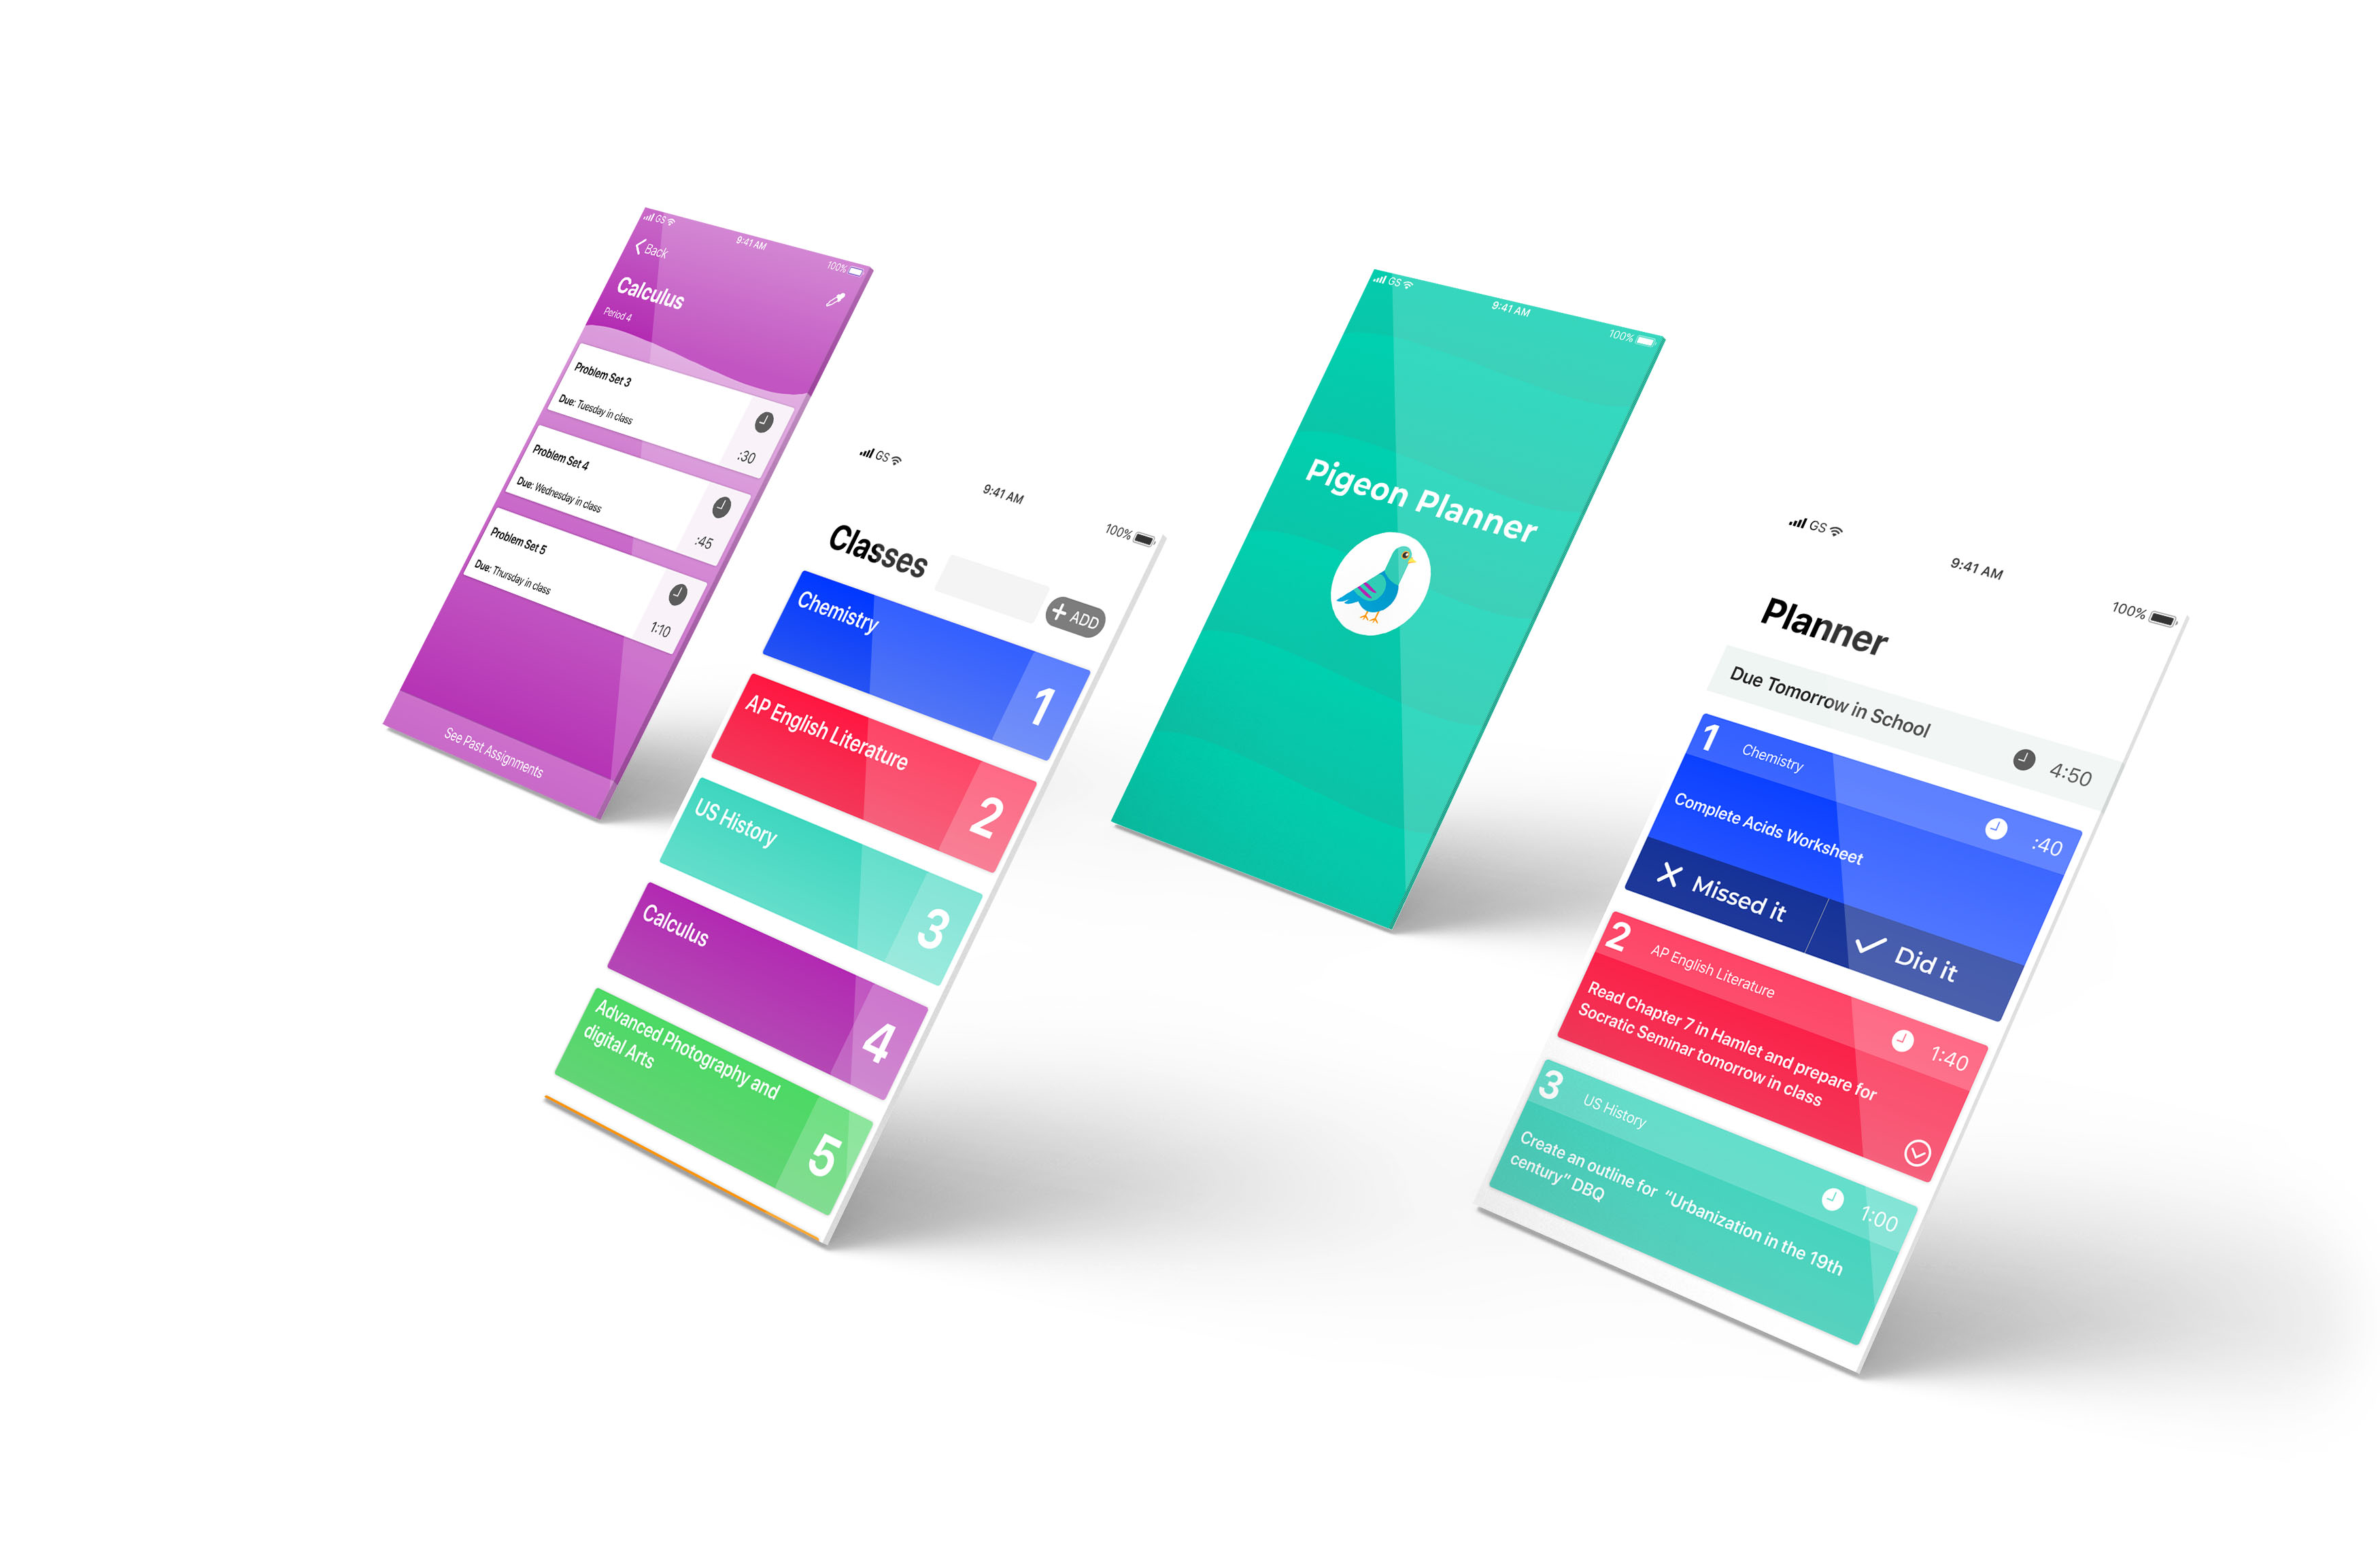 GS
9:41 AM
100%
Back
Calculus
Period 4
Problem Set 3
Due: Tuesday in class
:30
Problem Set 4
Due: Wednesday in class
:45
Problem Set 5
Due: Thursday in class
1:10
See Past Assignments
GS
9:41 AM
100%
Classes
+ ADD
Chemistry
1
AP English Literature
2
US History
3
Calculus
4
Advanced Photography and
digital Arts
5
GS
9:41 AM
100%
Pigeon Planner
GS
9:41 AM
100%
Planner
Due Tomorrow in School
4:50
1 Chemistry
:40
Complete Acids Worksheet
Missed it
Did it
2 AP English Literature
1:40
Read Chapter 7 in Hamlet and prepare for
Socratic Seminar tomorrow in class
3 US History
1:00
Create an outline for “Urbanization in the 19th
century” DBQ